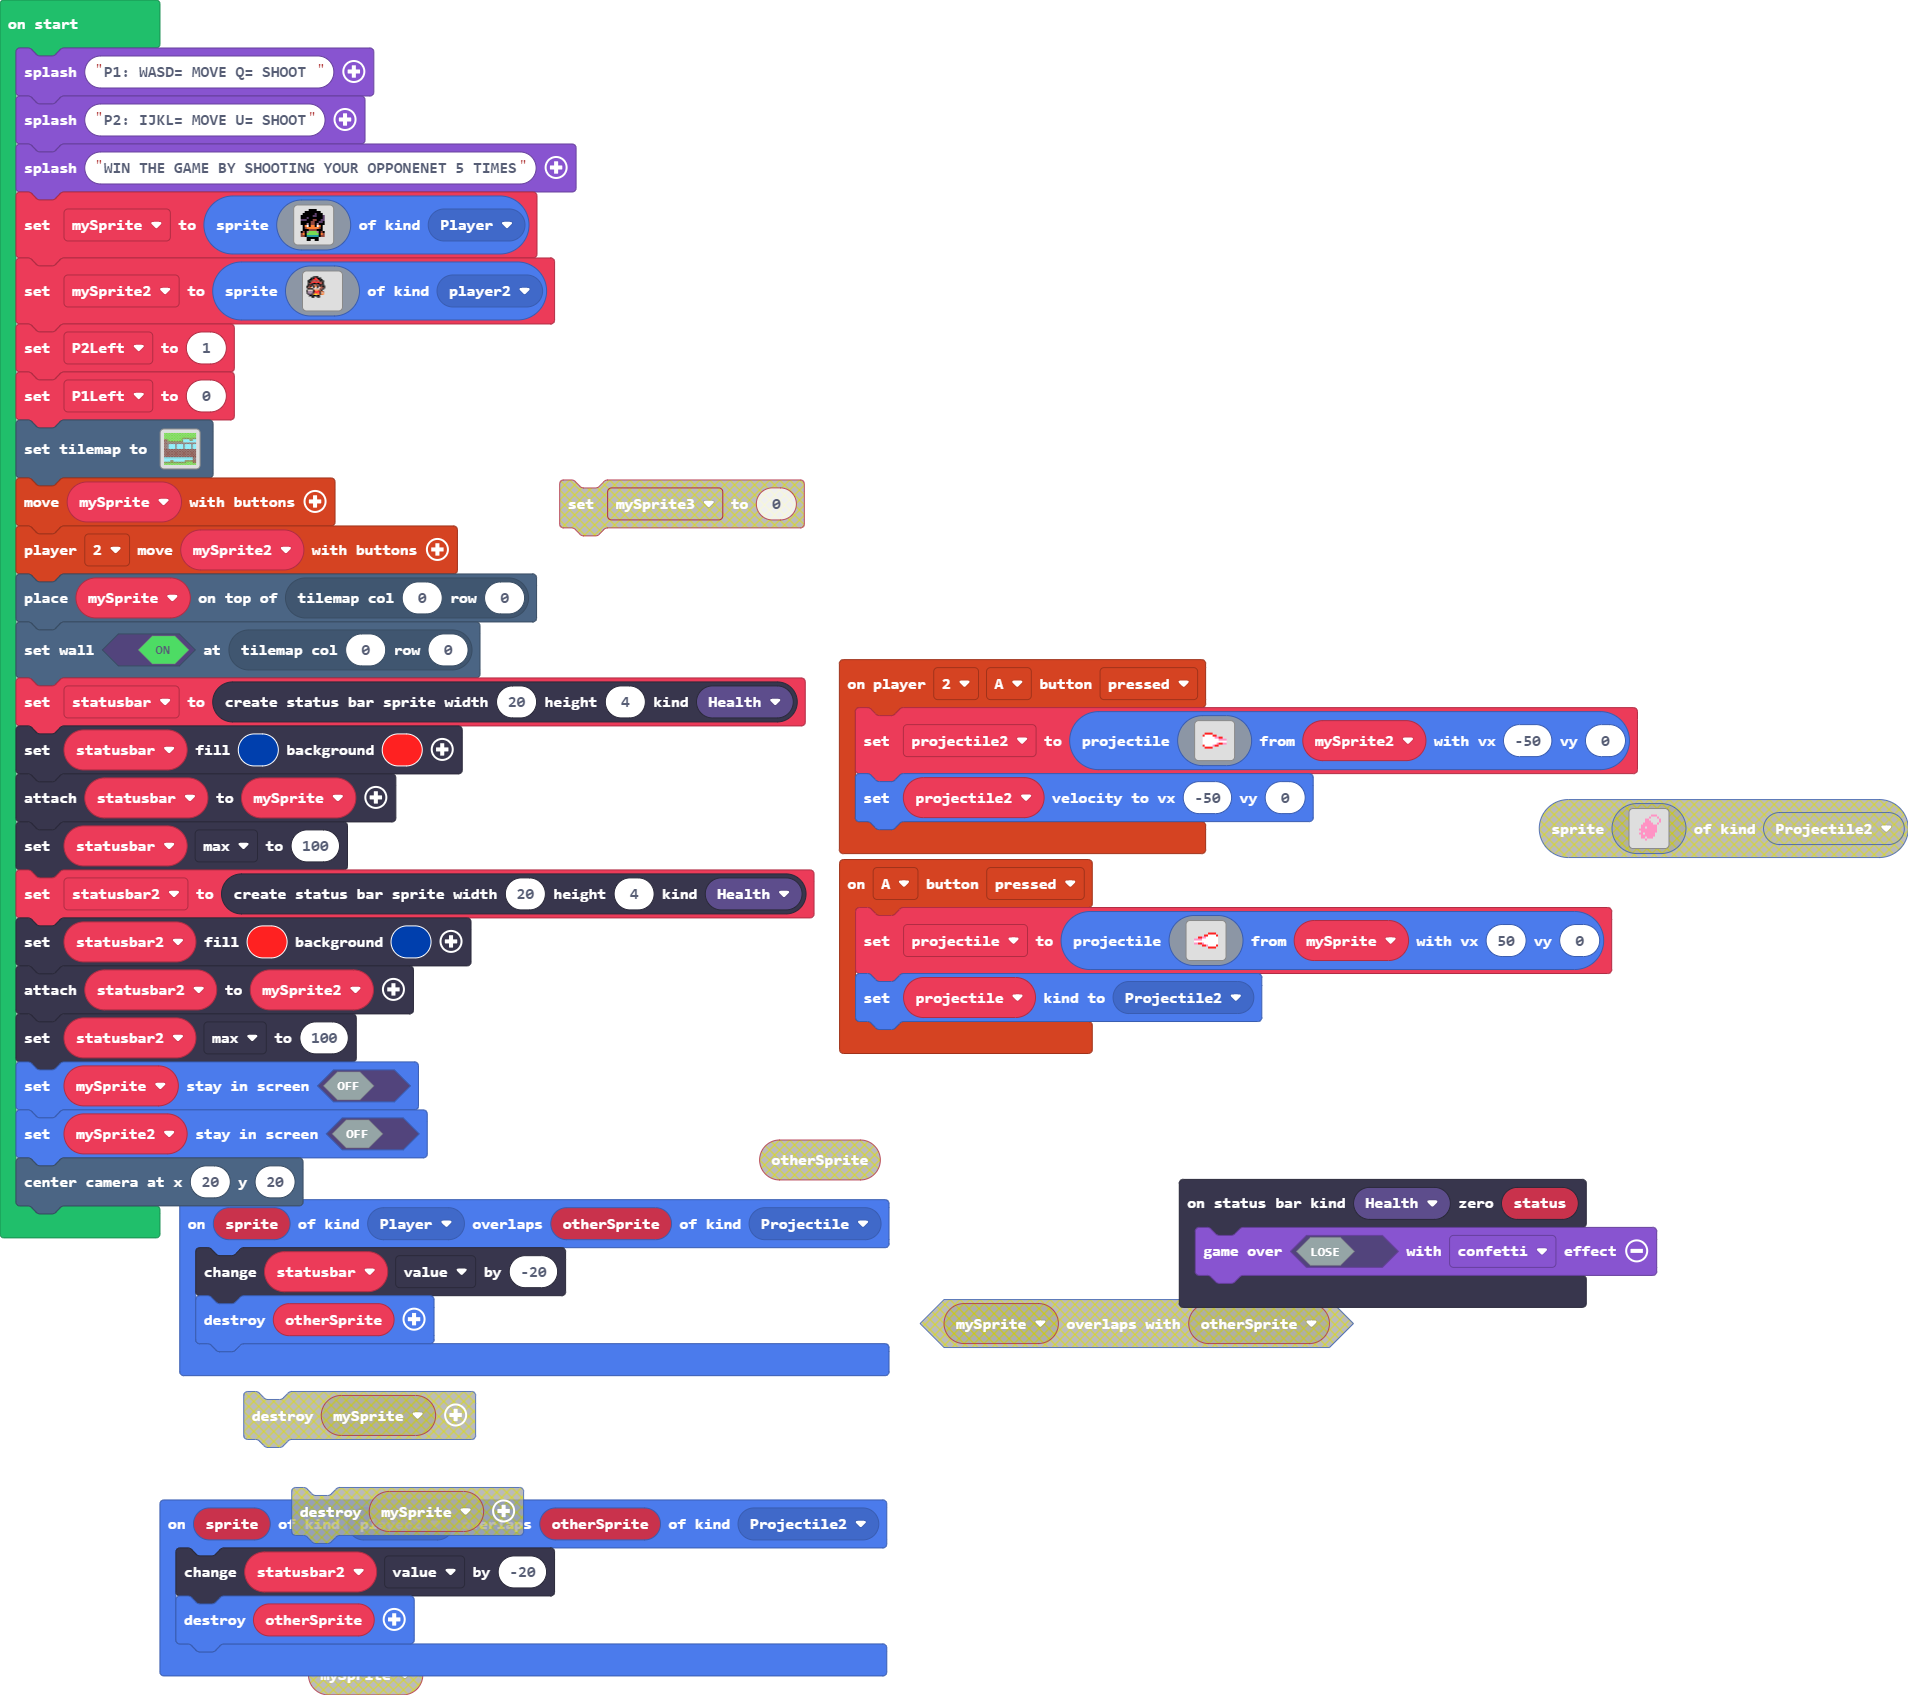 on start
splash "P1: WASD= MOVE Q= SHOOT "
splash "P2: IJKL= MOVE U= SHOOT"
splash "WIN THE GAME BY SHOOTING YOUR OPPONENET 5 TIMES"
set mySprite to sprite of kind Player
set mySprite2 to sprite of kind player2
set P2Left to 1
set P1Left to 0
set tilemap to
move mySprite with buttons
player 2 move mySprite2 with buttons
place mySprite on top of tilemap col 0 row 0
set wall ON at tilemap col 0 row 0
set statusbar to create status bar sprite width 20 height 4 kind Health
set statusbar fill background
attach statusbar to mySprite
set statusbar max to 100
set statusbar2 to create status bar sprite width 20 height 4 kind Health
set statusbar2 fill background
attach statusbar2 to mySprite2
set statusbar2 max to 100
set mySprite stay in screen OFF
set mySprite2 stay in screen OFF
center camera at x 20 y 20
set mySprite3 to 0
on player 2 A button pressed
set projectile2 to projectile from mySprite2 with vx -50 vy 0
set projectile2 velocity to vx -50 vy 0
sprite of kind Projectile2
on A button pressed
set projectile to projectile from mySprite with vx 50 vy 0
set projectile kind to Projectile2
otherSprite
on status bar kind Health zero status
game over LOSE with confetti effect
mySprite overlaps with otherSprite
on sprite of kind Player overlaps otherSprite of kind Projectile
change statusbar value by -20
destroy otherSprite
destroy mySprite
destroy mySprite
on sprite of kind overlaps otherSprite of kind Projectile2
change statusbar2 value by -20
destroy otherSprite
mySprite